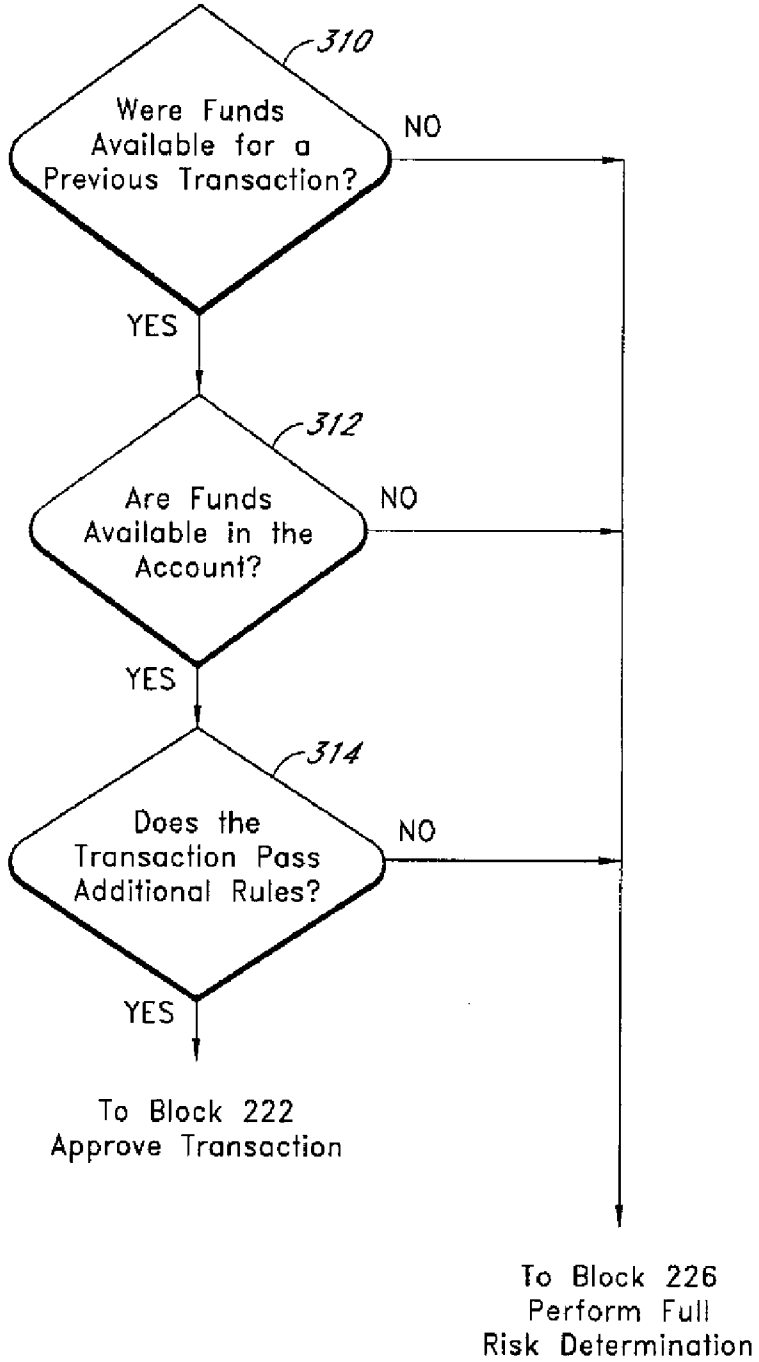 310
Were Funds
Available for a
Previous Transaction?
NO
YES
312
Are Funds
Available in the
Account?
NO
YES
314
Does the
Transaction Pass
Additional Rules?
NO
YES
To Block 222
Approve Transaction
To Block 226
Perform Full
Risk Determination